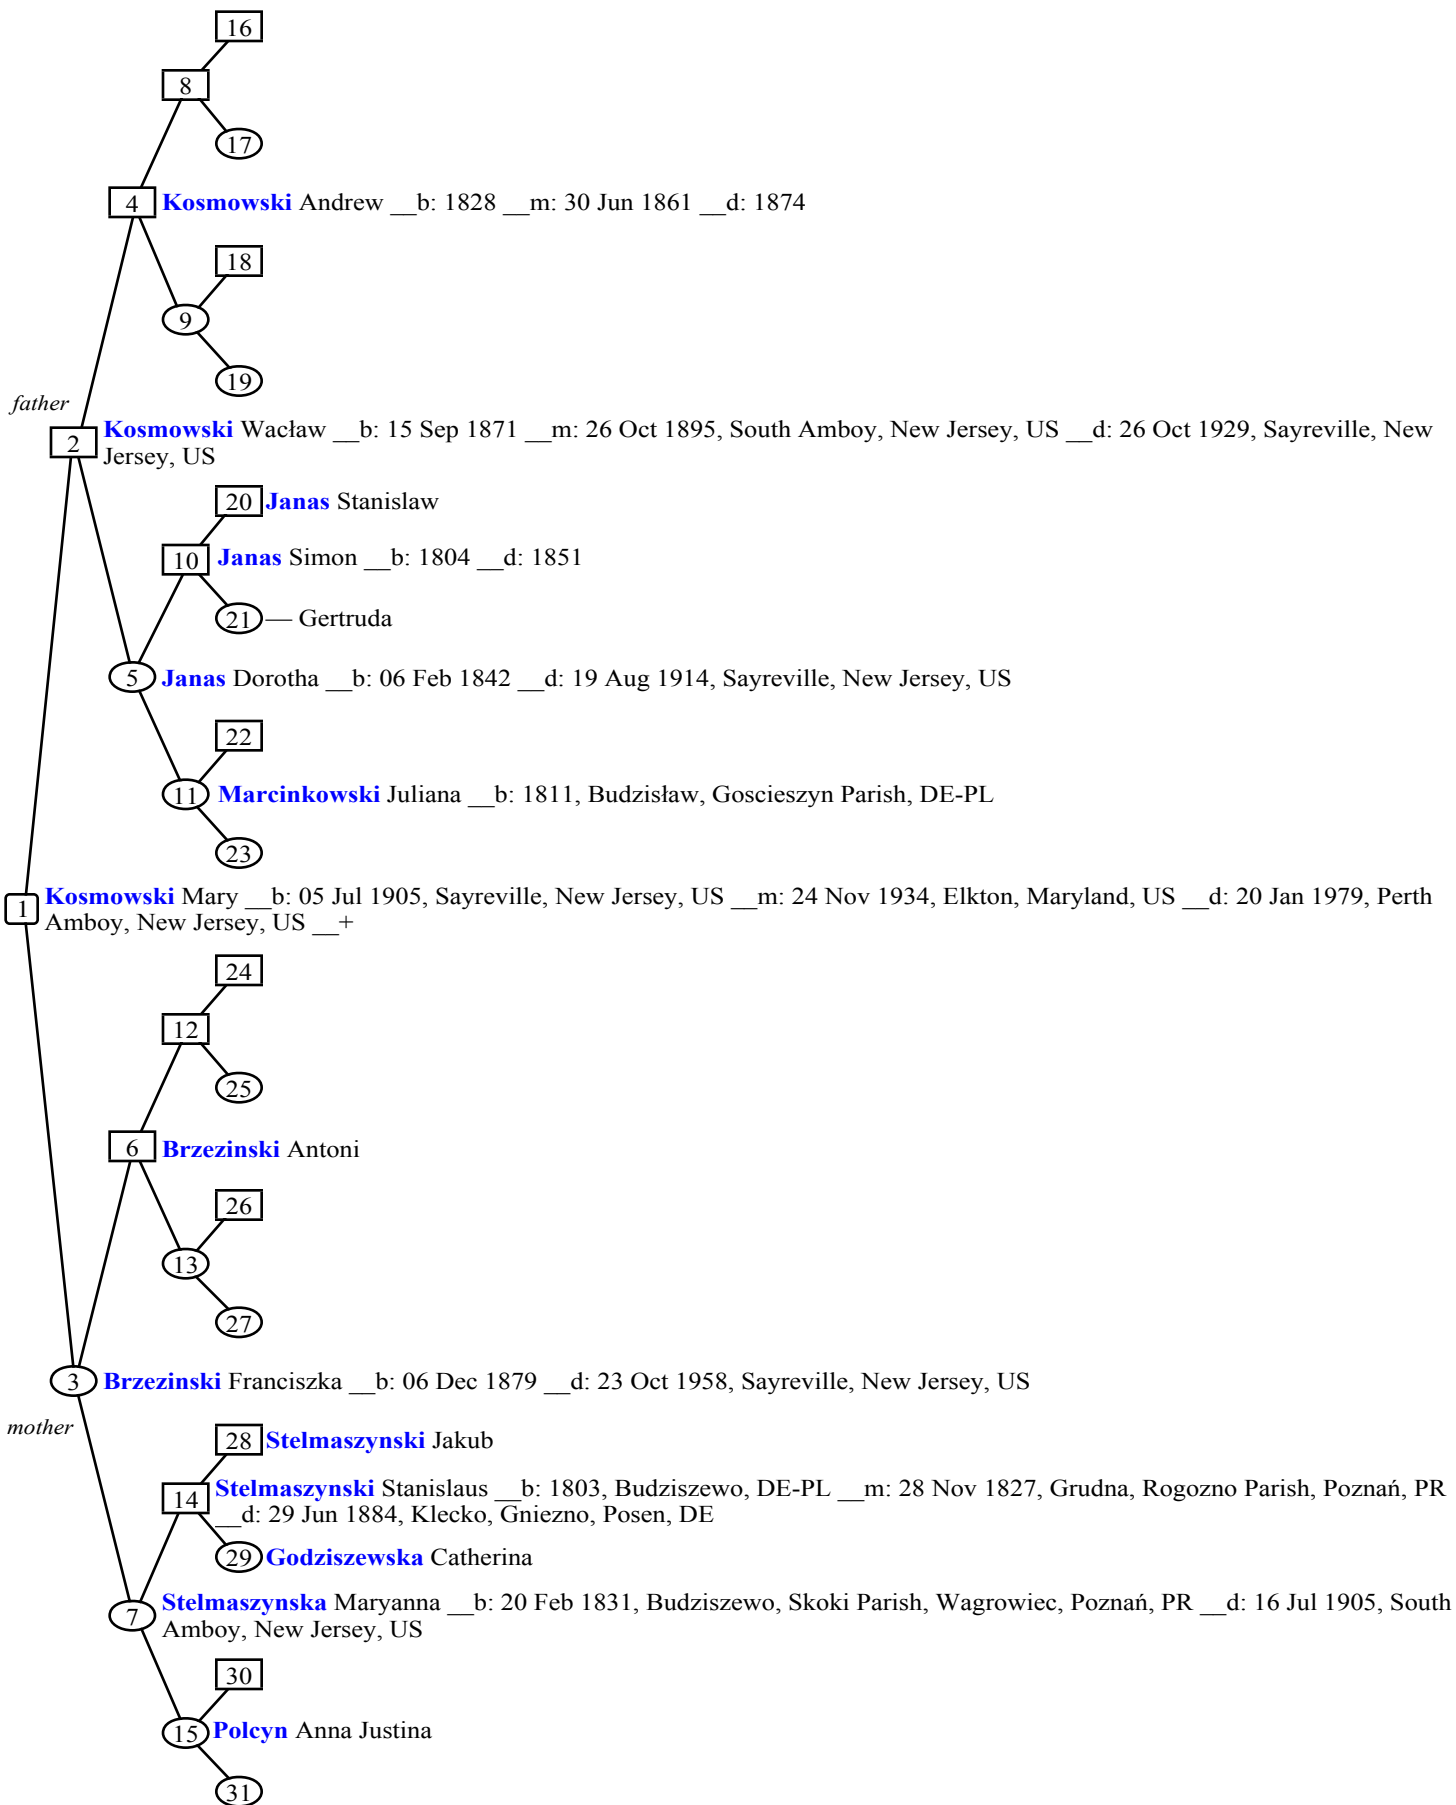 16
8
17
4 Kosmowski Andrew __b: 1828 __m: 30 Jun 1861 __d: 1874
18
9
19
father
2 Kosmowski Wacław __b: 15 Sep 1871 __m: 26 Oct 1895, South Amboy, New Jersey, US __d: 26 Oct 1929, Sayreville, New
Jersey, US
20 Janas Stanislaw
10 Janas Simon __b: 1804 __d: 1851
21 — Gertruda
5 Janas Dorotha __b: 06 Feb 1842 __d: 19 Aug 1914, Sayreville, New Jersey, US
22
11 Marcinkowski Juliana __b: 1811, Budzisław, Goscieszyn Parish, DE-PL
23
1 Kosmowski Mary __b: 05 Jul 1905, Sayreville, New Jersey, US __m: 24 Nov 1934, Elkton, Maryland, US __d: 20 Jan 1979, Perth
Amboy, New Jersey, US __+
24
12
25
6 Brzezinski Antoni
26
13
27
3 Brzezinski Franciszka __b: 06 Dec 1879 __d: 23 Oct 1958, Sayreville, New Jersey, US
mother
28 Stelmaszynski Jakub
14 Stelmaszynski Stanislaus __b: 1803, Budziszewo, DE-PL __m: 28 Nov 1827, Grudna, Rogozno Parish, Poznań, PR
__d: 29 Jun 1884, Klecko, Gniezno, Posen, DE
29 Godziszewska Catherina
7 Stelmaszynska Maryanna __b: 20 Feb 1831, Budziszewo, Skoki Parish, Wagrowiec, Poznań, PR __d: 16 Jul 1905, South
Amboy, New Jersey, US
30
15 Polcyn Anna Justina
31